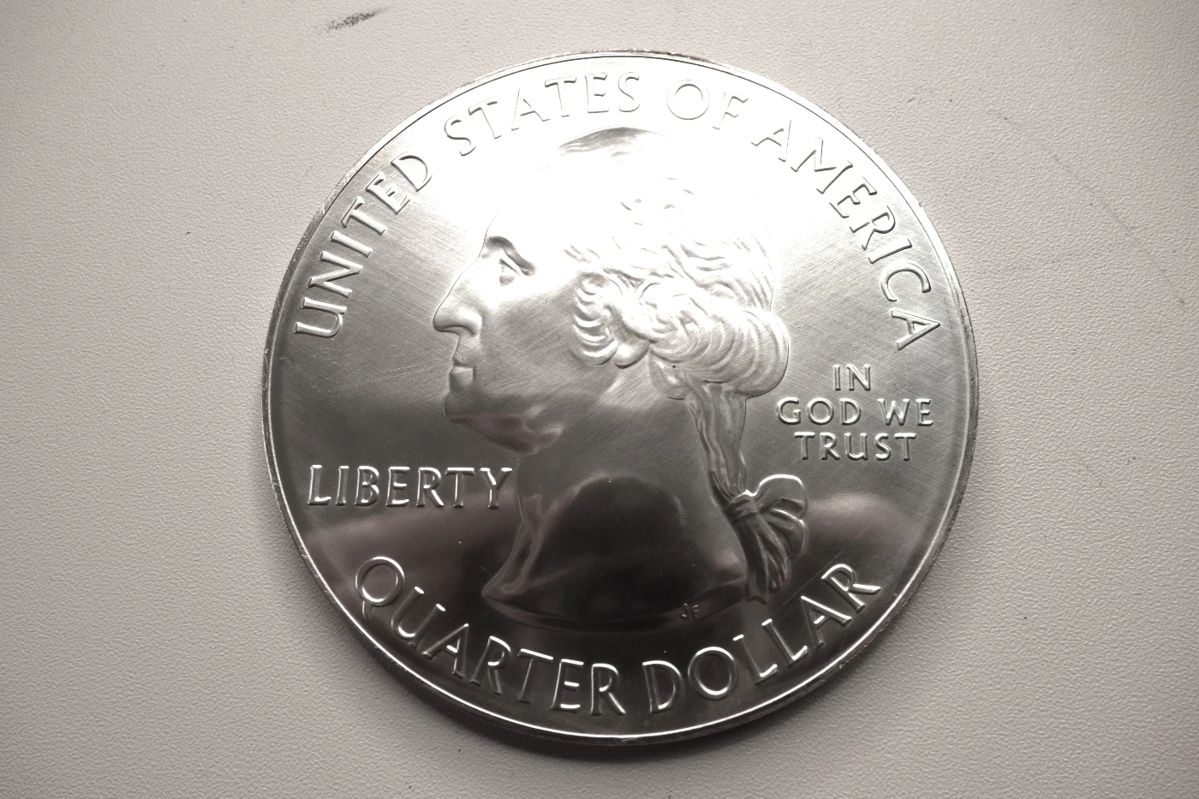 UNITED STATES OF AMERICA
IN
GOD WE
TRUST
LIBERTY
JF
QUARTER DOLLAR